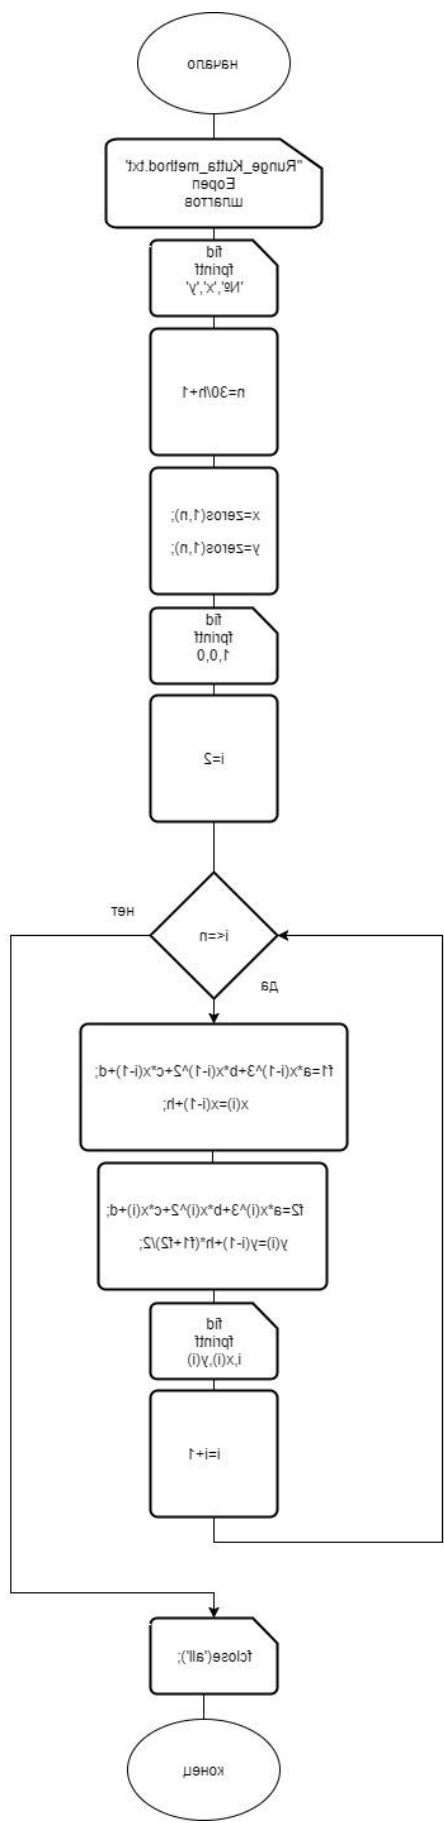 начало
"Runge_Kutta_method.txt'
Eopen
fid
fprintf
'№','x','y'
n=30/h+1
x=zeros(1,n);
y=zeros(1,n);
fid
fprintf
1,0,0
i=2
нет
i<=n
да
f1=a*x(i-1)^3+b*x(i-1)^2+c*x(i-1)+d;
x(i)=x(i-1)+h;
f2=a*x(i)^3+b*x(i)^2+c*x(i)+d;
y(i)=y(i-1)+h*(f1+f2)/2;
fid
fprintf
i,x(i),y(i)
i=i+1
fclose('all');
конец